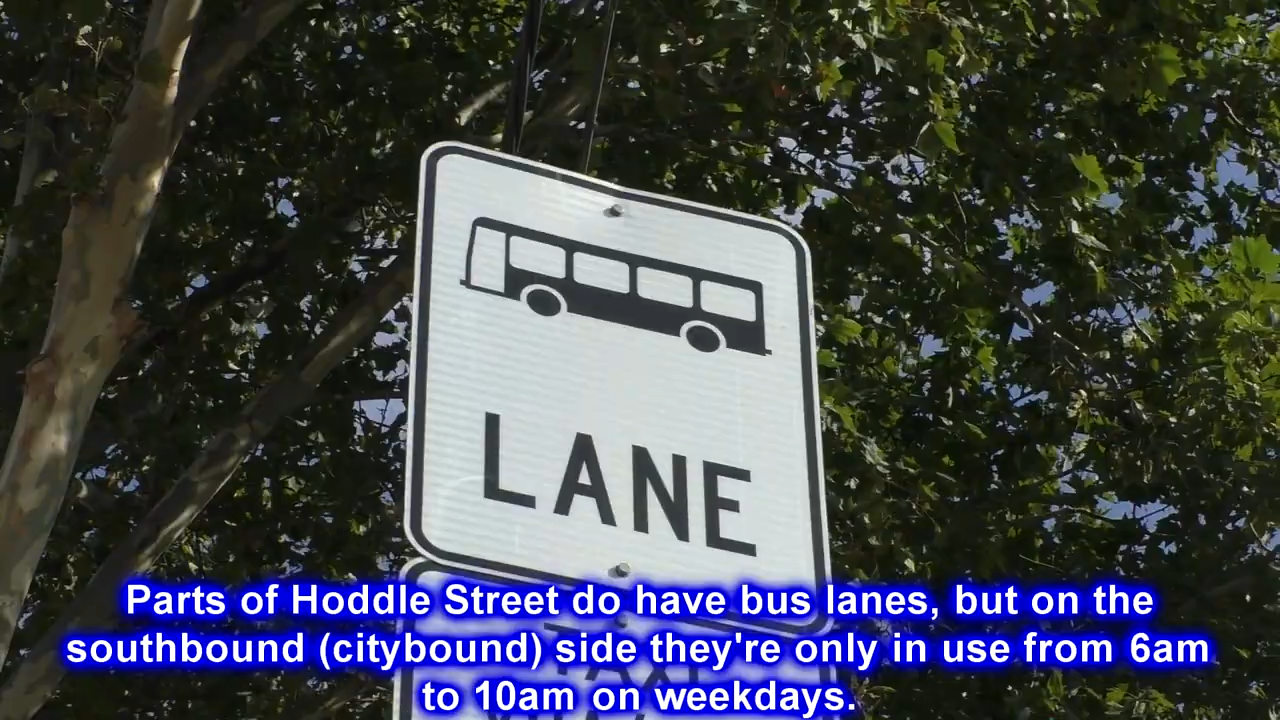 LANE
TAXI
Parts of Hoddle Street do have bus lanes, but on the
southbound (citybound) side they're only in use from 6am
to 10am on weekdays.